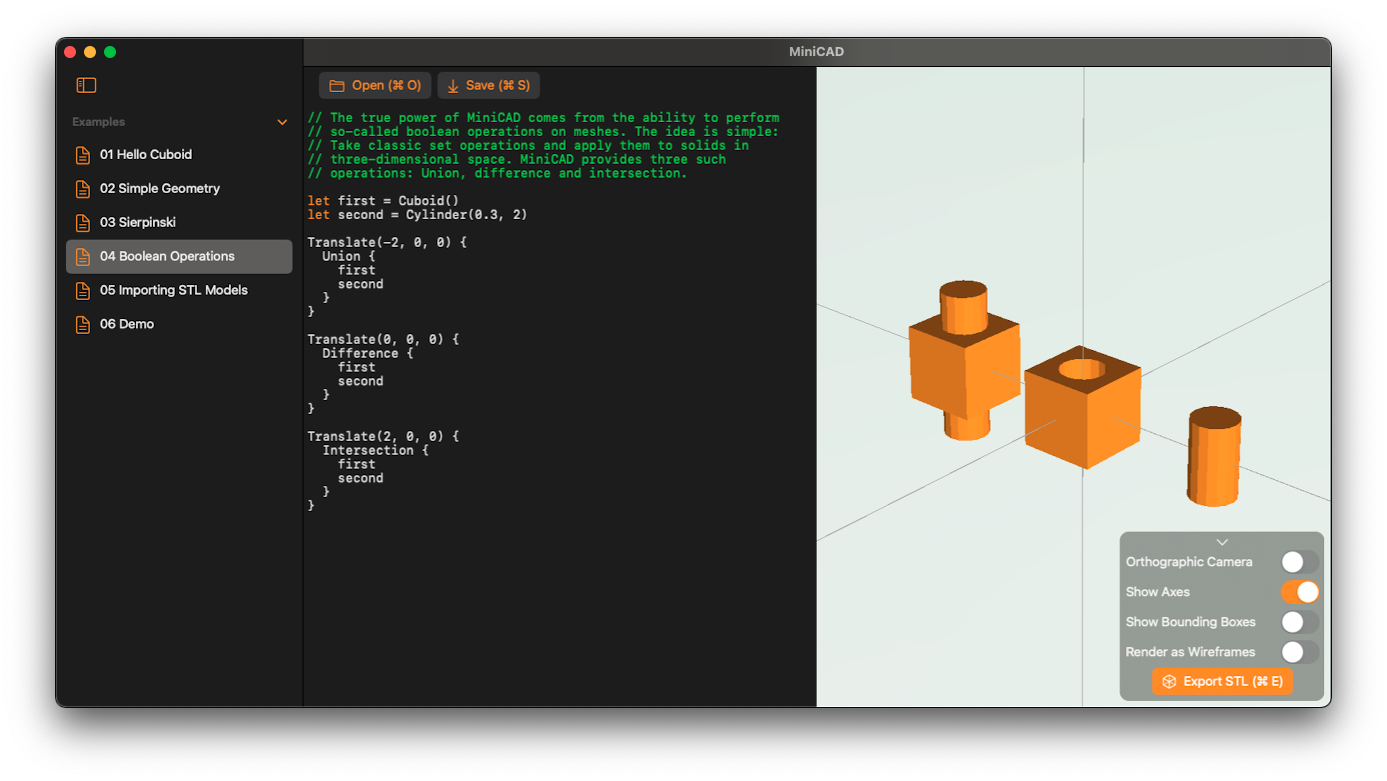 MiniCAD
Examples
01 Hello Cuboid
02 Simple Geometry
03 Sierpinski
04 Boolean Operations
05 Importing STL Models
06 Demo
Open (⌘ O)
Save (⌘ S)
// The true power of MiniCAD comes from the ability to perform
// so-called boolean operations on meshes. The idea is simple:
// Take classic set operations and apply them to solids in
// three-dimensional space. MiniCAD provides three such
// operations: Union, difference and intersection.
let first = Cuboid()
let second = Cylinder(0.3, 2)
Translate(-2, 0, 0) {
  Union {
    first
    second
  }
}
Translate(0, 0, 0) {
  Difference {
    first
    second
  }
}
Translate(2, 0, 0) {
  Intersection {
    first
    second
  }
}
Orthographic Camera
Show Axes
Show Bounding Boxes
Render as Wireframes
Export STL (⌘ E)